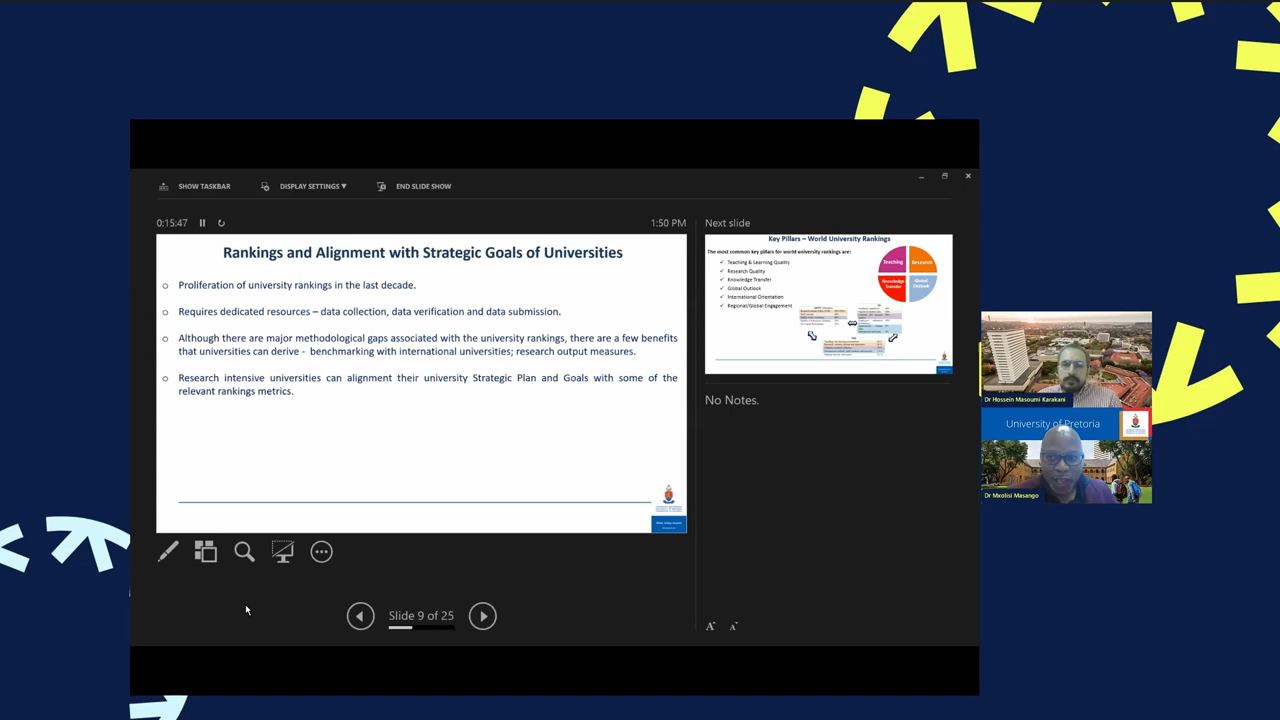 SHOW TASKBAR
DISPLAY SETTINGS ▼
END SLIDE SHOW
0:15:47
1:50 PM
Rankings and Alignment with Strategic Goals of Universities
Proliferation of university rankings in the last decade.
Requires dedicated resources – data collection, data verification and data submission.
Although there are major methodological gaps associated with the university rankings, there are a few benefits
that universities can derive - benchmarking with international universities; research output measures.
Research intensive universities can alignment their university Strategic Plan and Goals with some of the
relevant rankings metrics.
Next slide
Key Pillars – World University Rankings
The most common key pillars for world university rankings are:
Teaching & Learning Quality
Research Quality
Knowledge Transfer
Global Outlook
International Orientation
Regional/Global Engagement
Teaching
Research
Knowledge
Transfer
Global
Outlook
No Notes.
Slide 9 of 25
Dr Hossein Masoumi Karakani
University of Pretoria
Dr Mxolisi Masango